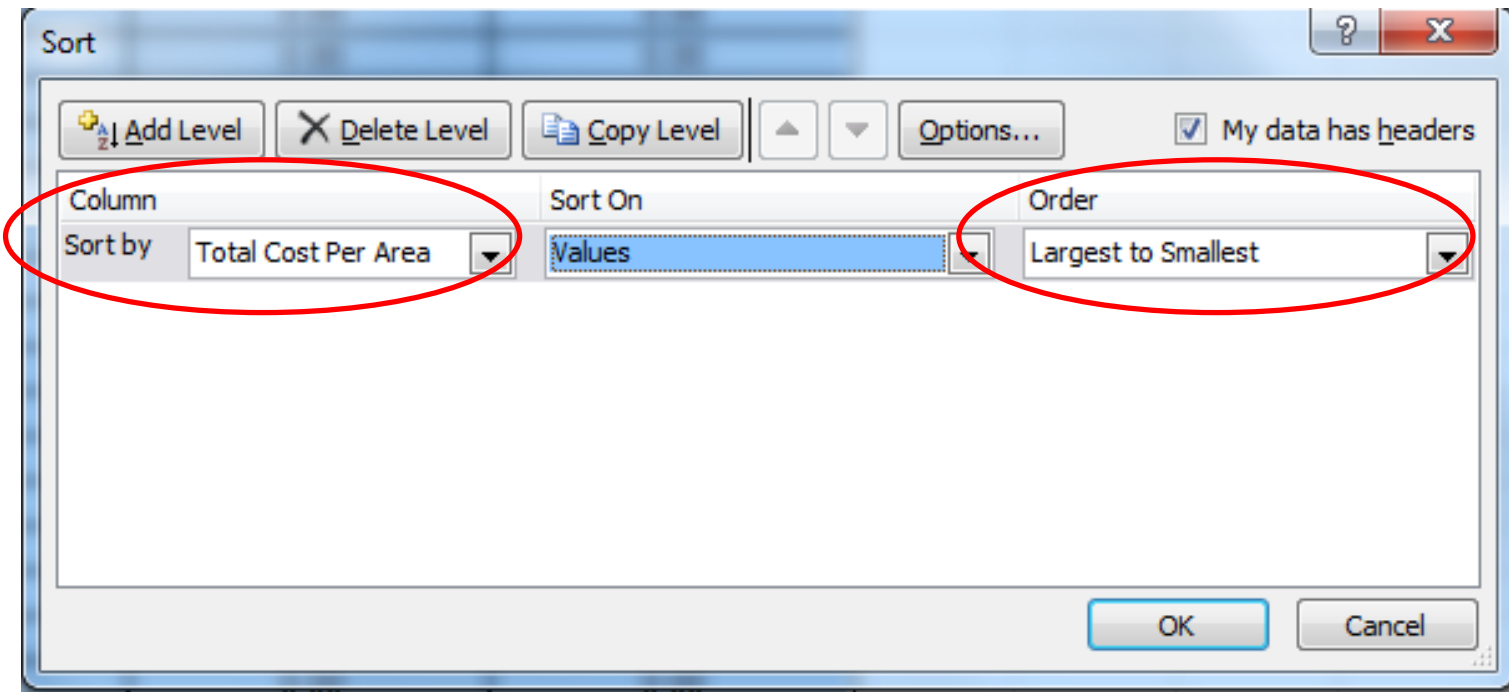 Sort
Add Level Delete Level Copy Level Options... My data has headers
Column Sort On Order
Sort by Total Cost Per Area Values Largest to Smallest
OK Cancel